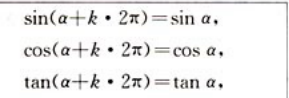 sin(α+k・2π)=sin α,
cos(α+k・2π)=cos α,
tan(α+k・2π)=tan α,